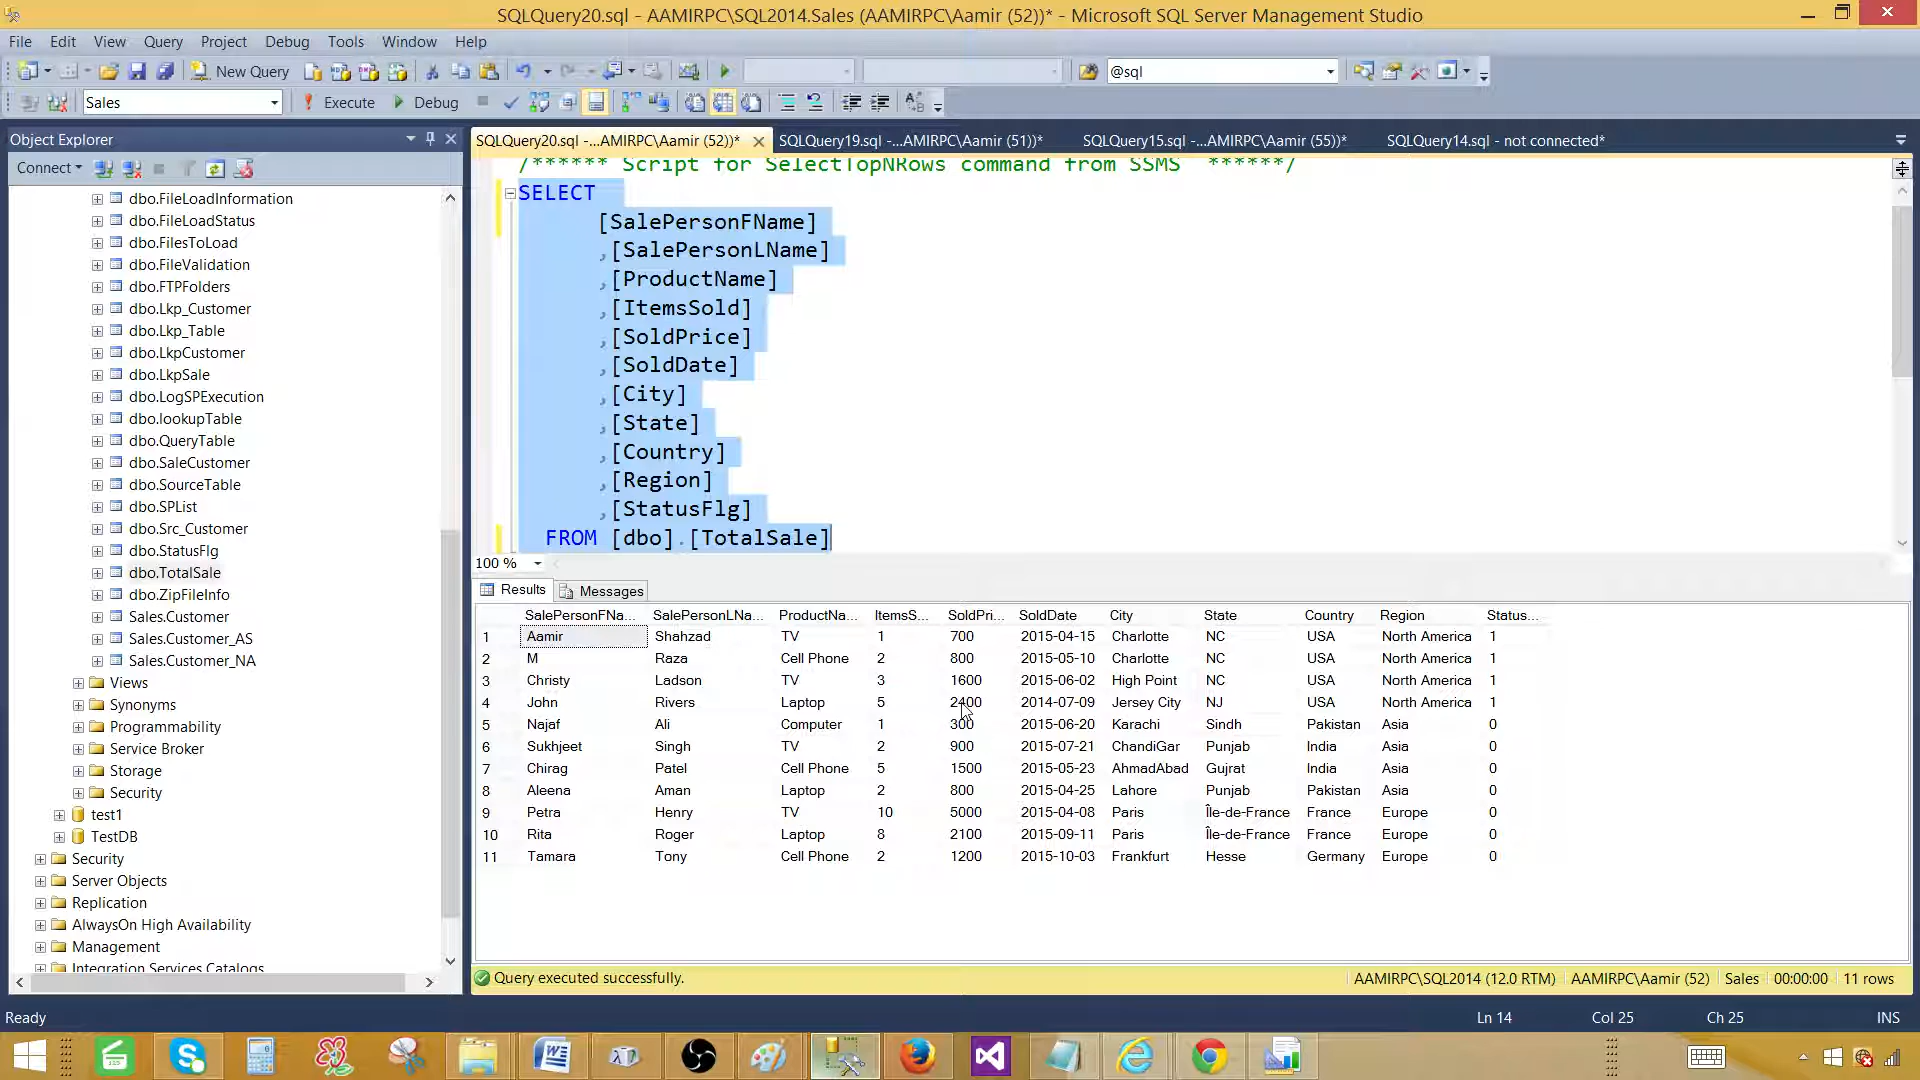 SQLQuery20.sql - AAMIRPC\SQL2014.Sales (AAMIRPC\Aamir (52))* - Microsoft SQL Server Management Studio
File Edit View Query Project Debug Tools Window Help
New Query @sql
Sales Execute Debug
Object Explorer
Connect
dbo.FileLoadInformation
dbo.FileLoadStatus
dbo.FilesToLoad
dbo.FileValidation
dbo.FTPFolders
dbo.Lkp_Customer
dbo.Lkp_Table
dbo.LkpCustomer
dbo.LkpSale
dbo.LogSPExecution
dbo.lookupTable
dbo.QueryTable
dbo.SaleCustomer
dbo.SourceTable
dbo.SPList
dbo.Src_Customer
dbo.StatusFlg
dbo.TotalSale
dbo.ZipFileInfo
Sales.Customer
Sales.Customer_AS
Sales.Customer_NA
Views
Synonyms
Programmability
Service Broker
Storage
Security
test1
TestDB
Security
Server Objects
Replication
AlwaysOn High Availability
Management
Integration Services Catalogs
SQLQuery20.sql -...AMIRPC\Aamir (52))* SQLQuery19.sql -...AMIRPC\Aamir (51))* SQLQuery15.sql -...AMIRPC\Aamir (55))* SQLQuery14.sql - not connected*
/****** Script for SelectTopNRows command from SSMS ******/
SELECT
[SalePersonFName]
,[SalePersonLName]
,[ProductName]
,[ItemsSold]
,[SoldPrice]
,[SoldDate]
,[City]
,[State]
,[Country]
,[Region]
,[StatusFlg]
FROM [dbo].[TotalSale]
100 %
Results Messages
SalePersonFNa... SalePersonLNa... ProductNa... ItemsS... SoldPri... SoldDate City State Country Region Status...
1 Aamir Shahzad TV 1 700 2015-04-15 Charlotte NC USA North America 1
2 M Raza Cell Phone 2 800 2015-05-10 Charlotte NC USA North America 1
3 Christy Ladson TV 3 1600 2015-06-02 High Point NC USA North America 1
4 John Rivers Laptop 5 2400 2014-07-09 Jersey City NJ USA North America 1
5 Najaf Ali Computer 1 300 2015-06-20 Karachi Sindh Pakistan Asia 0
6 Sukhjeet Singh TV 2 900 2015-07-21 ChandiGar Punjab India Asia 0
7 Chirag Patel Cell Phone 5 1500 2015-05-23 AhmadAbad Gujrat India Asia 0
8 Aleena Aman Laptop 2 800 2015-04-25 Lahore Punjab Pakistan Asia 0
9 Petra Henry TV 10 5000 2015-04-08 Paris Île-de-France France Europe 0
10 Rita Roger Laptop 8 2100 2015-09-11 Paris Île-de-France France Europe 0
11 Tamara Tony Cell Phone 2 1200 2015-10-03 Frankfurt Hesse Germany Europe 0
Query executed successfully. AAMIRPC\SQL2014 (12.0 RTM) AAMIRPC\Aamir (52) Sales 00:00:00 11 rows
Ready Ln 14 Col 25 Ch 25 INS